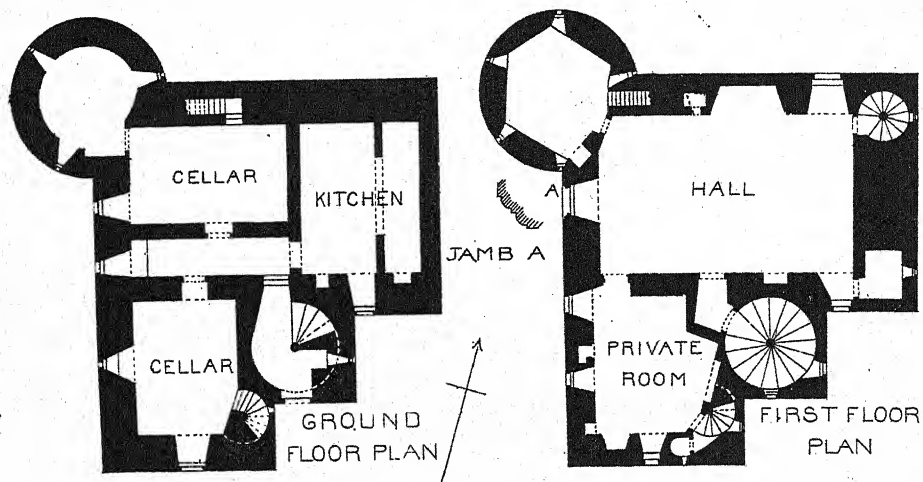 CELLAR
KITCHEN
CELLAR
GROUND
FLOOR PLAN
A
HALL
JAMB A
PRIVATE
ROOM
FIRST FLOOR
PLAN